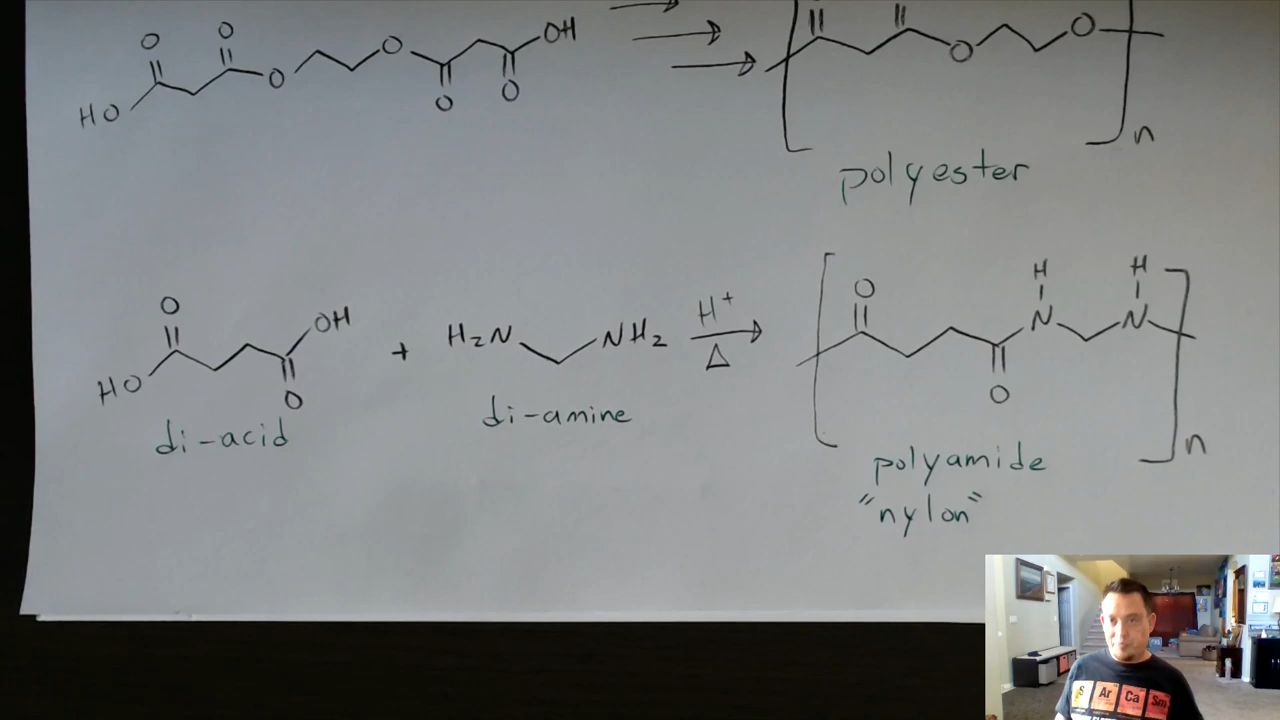 O O O OH O O
HO O O O O
n
polyester
O OH H₂N NH₂ H⁺ O H H
HO O Δ N N
+ O
di-acid di-amine n
polyamide
"nylon"
S Ar Ca Sm